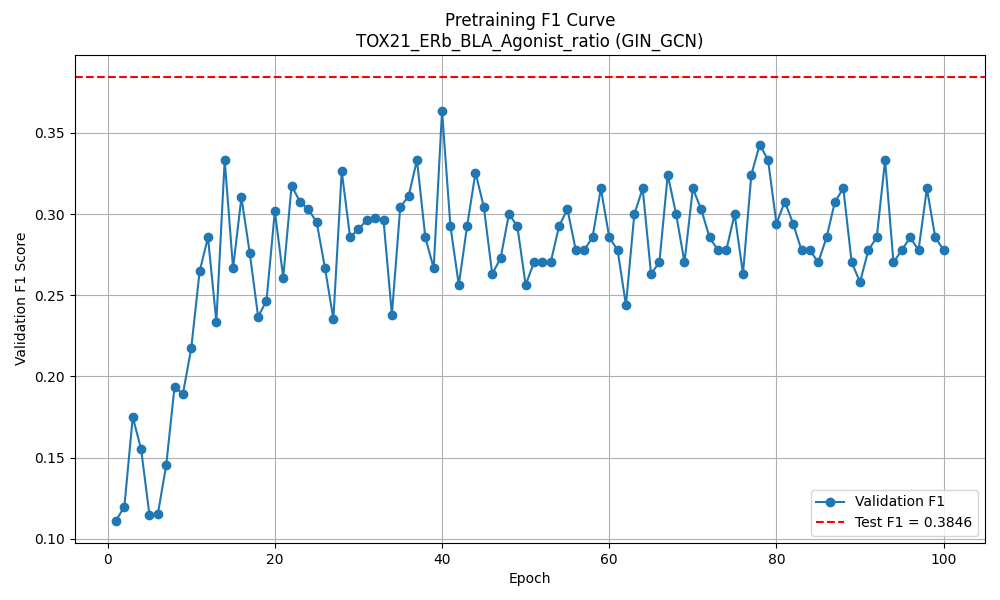 Pretraining F1 Curve
TOX21_ERb_BLA_Agonist_ratio (GIN_GCN)
Validation F1 Score
0.35
0.30
0.25
0.20
0.15
0.10
0
20
40
60
80
100
Epoch
Validation F1
Test F1 = 0.3846